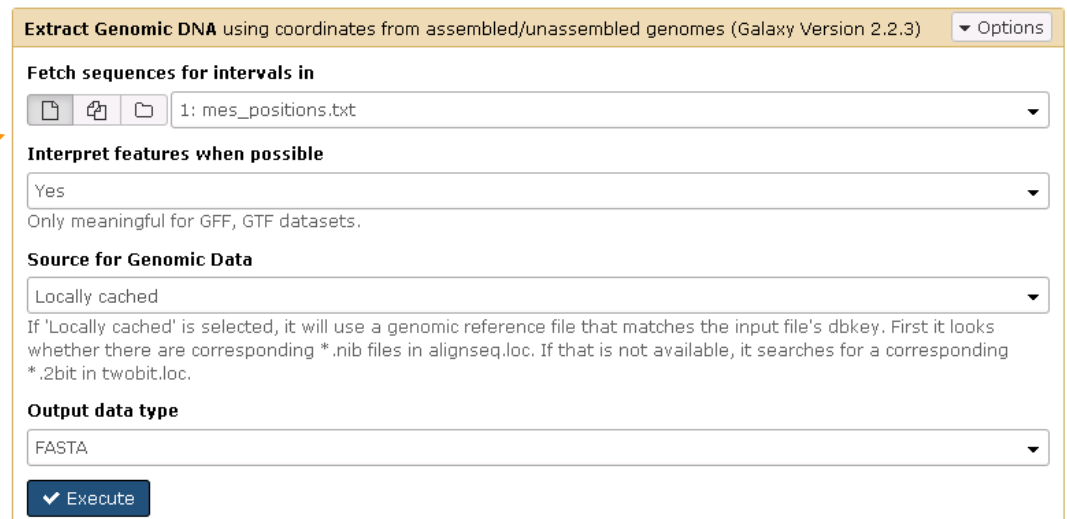 Extract Genomic DNA using coordinates from assembled/unassembled genomes (Galaxy Version 2.2.3) Options
Fetch sequences for intervals in
1: mes_positions.txt
Interpret features when possible
Yes
Only meaningful for GFF, GTF datasets.
Source for Genomic Data
Locally cached
If 'Locally cached' is selected, it will use a genomic reference file that matches the input file's dbkey. First it looks
whether there are corresponding *.nib files in alignseq.loc. If that is not available, it searches for a corresponding
*.2bit in twobit.loc.
Output data type
FASTA
Execute